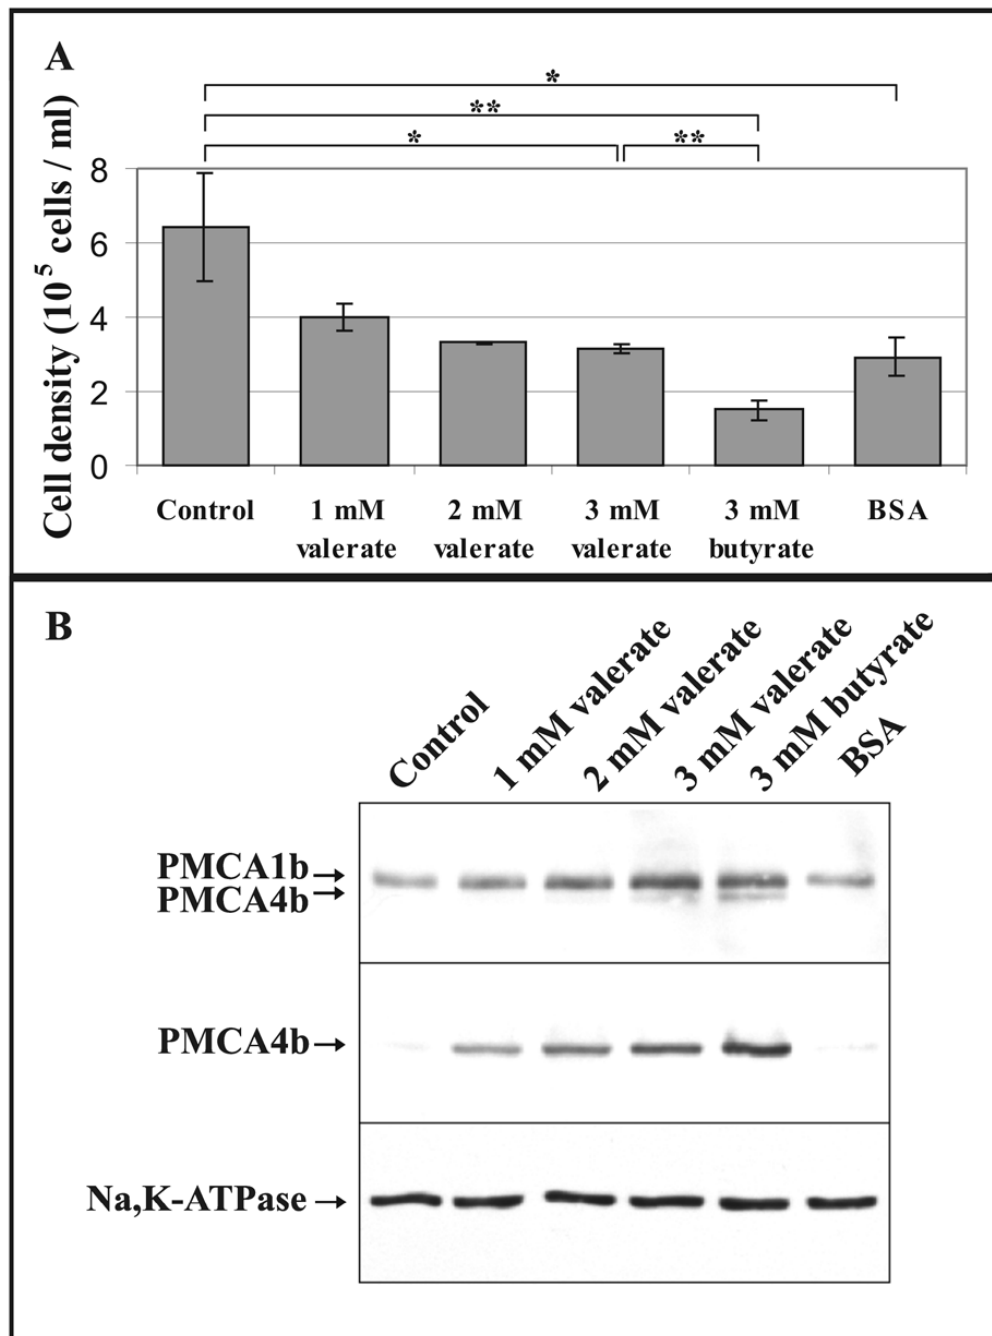 A
Cell density (10⁵ cells / ml)
*
**
*
**
8
6
4
2
0
Control
1 mM
valerate
2 mM
valerate
3 mM
valerate
3 mM
butyrate
BSA
B
Control
1 mM valerate
2 mM valerate
3 mM valerate
3 mM butyrate
BSA
PMCA1b→
PMCA4b→
PMCA4b→
Na,K-ATPase→